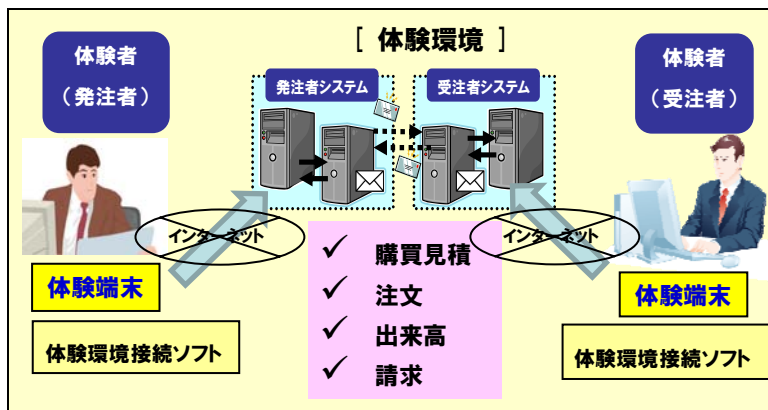 [ 体験環境 ]
体験者
（発注者）
発注者システム
受注者システム
体験者
（受注者）
インターネット
インターネット
体験端末
体験環境接続ソフト
✓ 購買見積
✓ 注文
✓ 出来高
✓ 請求
体験端末
体験環境接続ソフト